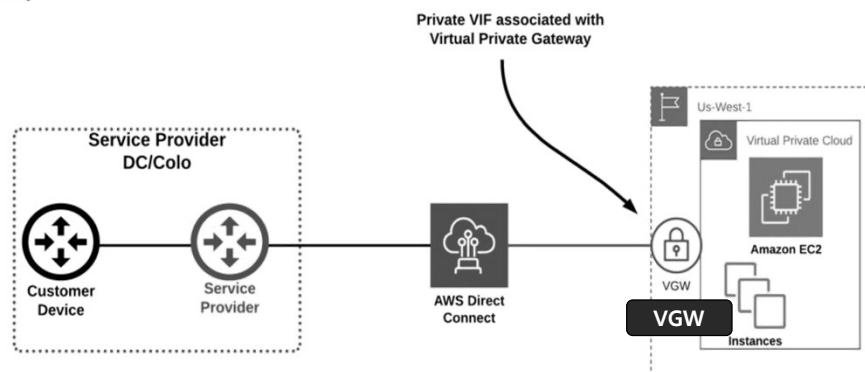 Private VIF associated with
Virtual Private Gateway
Us-West-1
Service Provider
DC/Colo
Virtual Private Cloud
Amazon EC2
Customer
Device
Service
Provider
AWS Direct
Connect
VGW
VGW
Instances